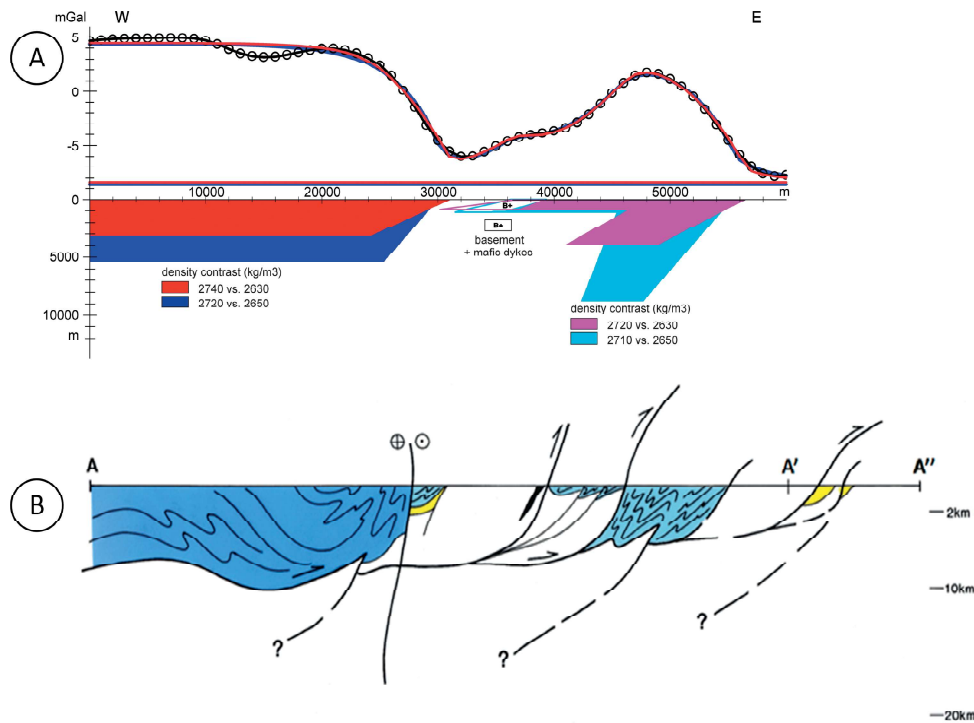 mGal W E
A
5
0
-5
10000 20000 30000 40000 50000 m
0
B+
B+
basement
+ mafic dykes
5000
density contrast (kg/m3)
2740 vs. 2630
2720 vs. 2650
10000
m
density contrast (kg/m3)
2720 vs. 2630
2710 vs. 2650
A A' A''
B
2km
10km
?
?
?
20km